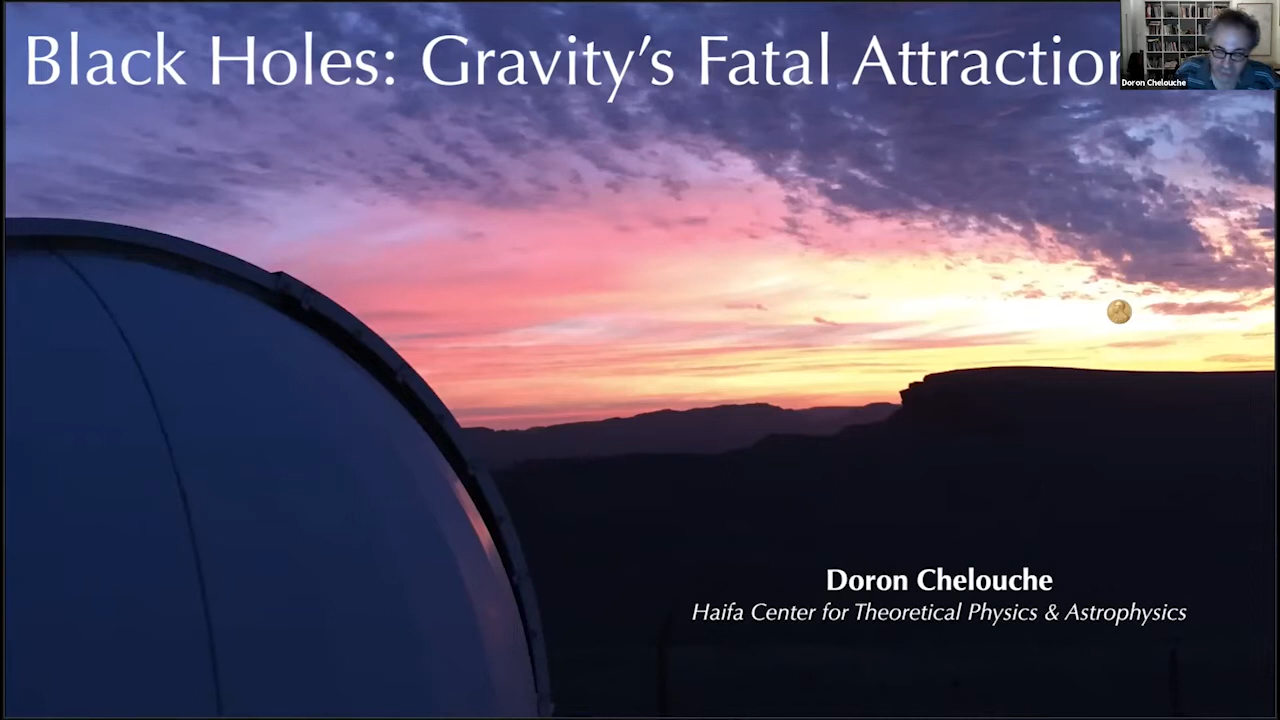 Black Holes: Gravity’s Fatal Attraction
Doron Chelouche
Doron Chelouche
Haifa Center for Theoretical Physics & Astrophysics